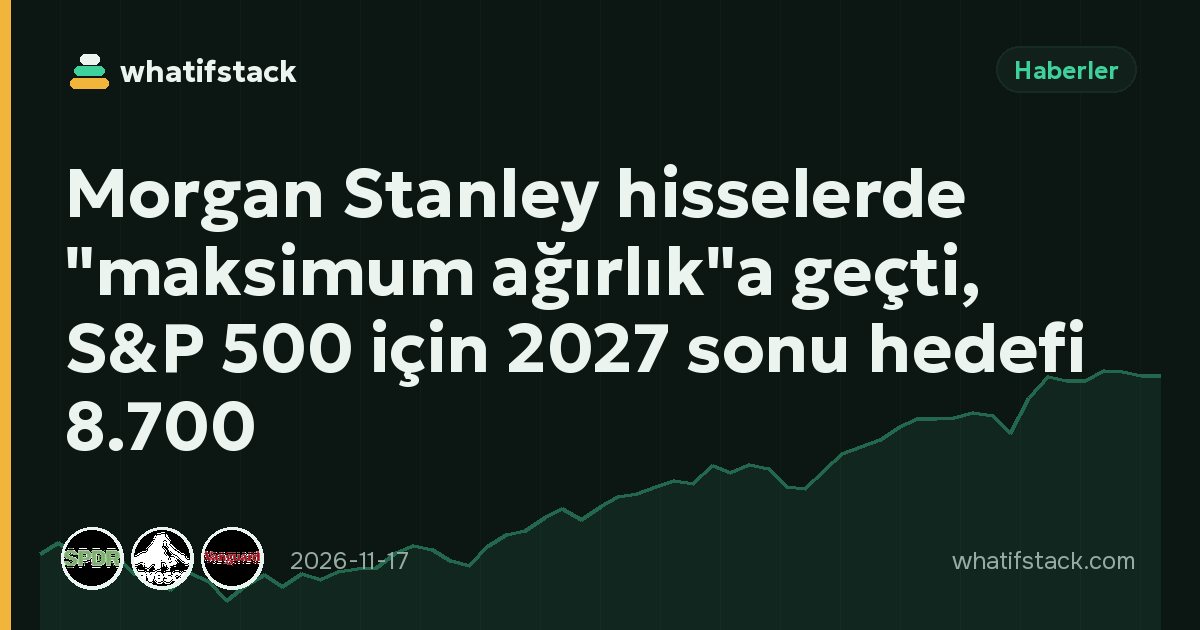 whatifstack
Haberler
Morgan Stanley hisselerde
"maksimum ağırlık"a geçti,
S&P 500 için 2027 sonu hedefi
8.700
SPDR
Vanguard
2026-11-17
whatifstack.com